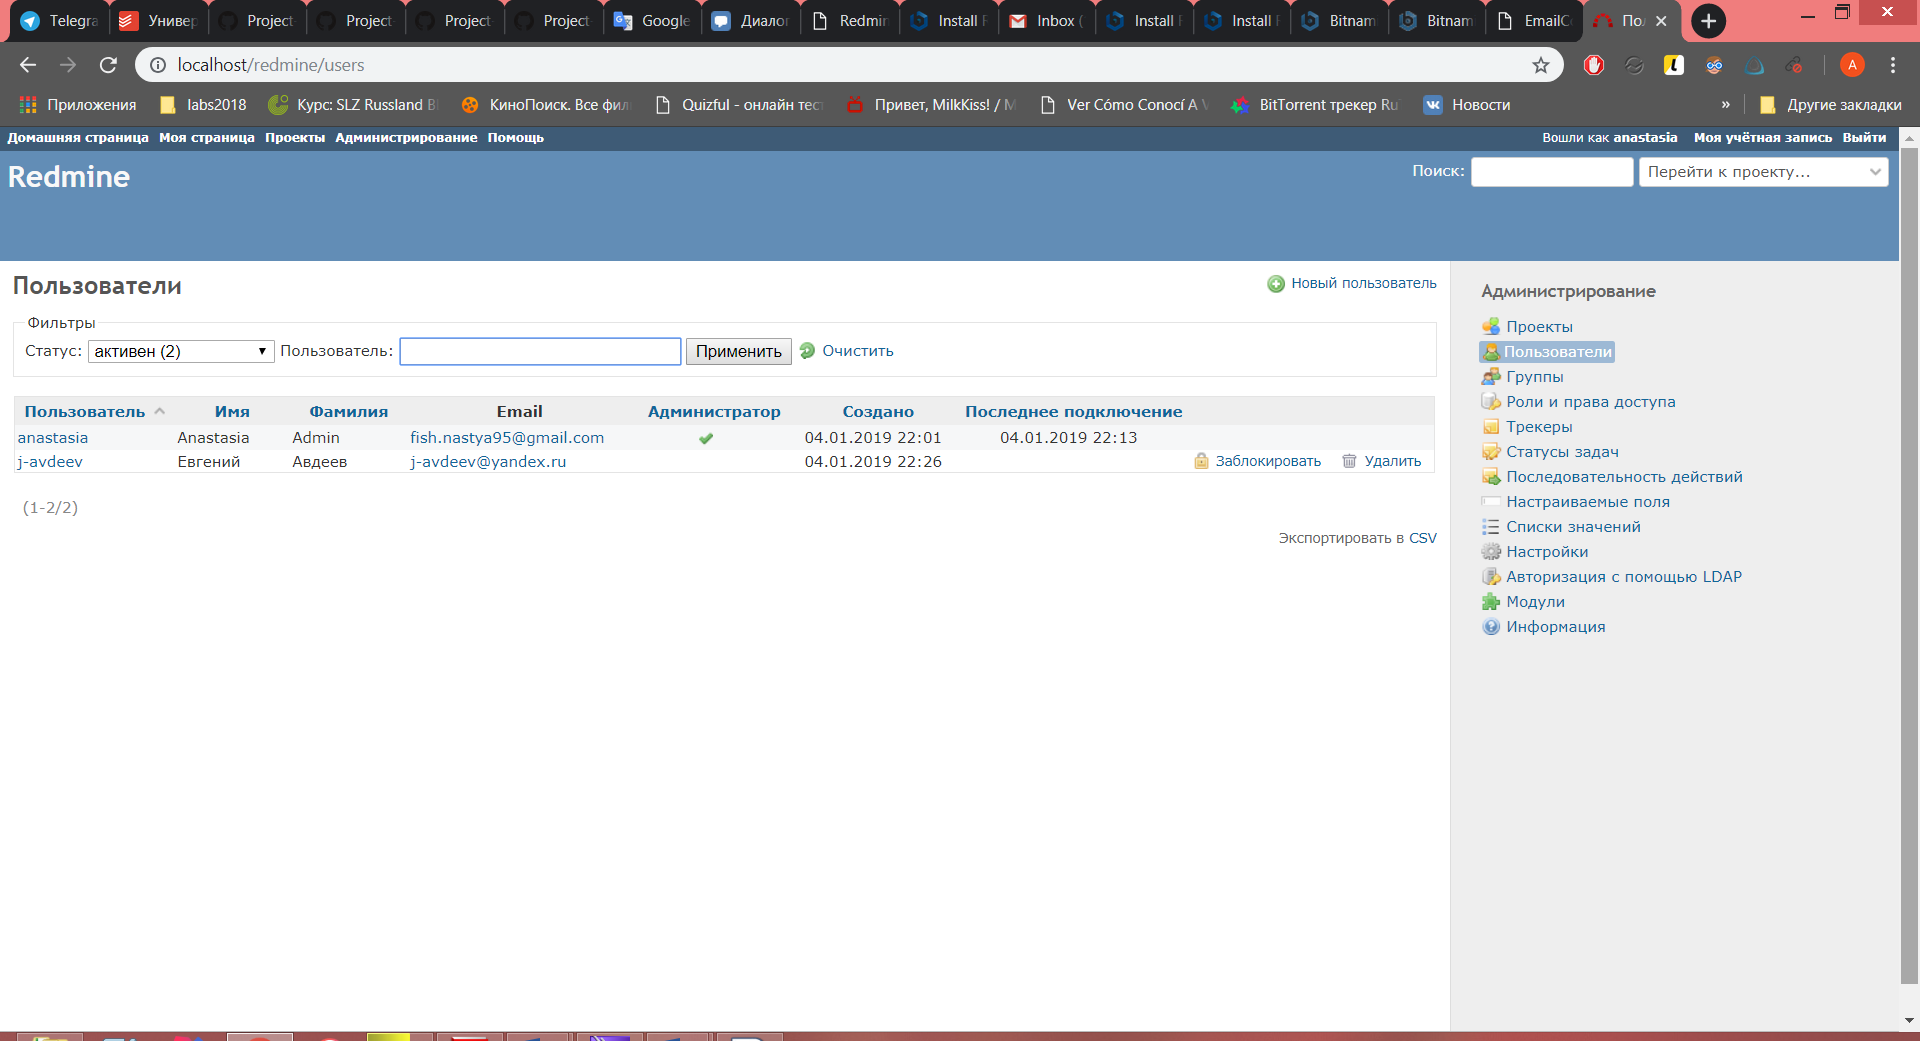 Telegra
Универ
Project
Project
Project
Project
Google
Диалог
Redmin
Install F
Inbox (
Install F
Install F
Bitnam
Bitnam
EmailCo
Пол
localhost/redmine/users
A
Приложения
labs2018
Курс: SLZ Russland B
КиноПоиск. Все фил
Quizful - онлайн тест
Привет, MilkKiss! / М
Ver Cómo Conocí A V
BitTorrent трекер Ru
Новости
»
Другие закладки
Домашняя страница Моя страница Проекты Администрирование Помощь
Вошли как anastasia Моя учётная запись Выйти
Redmine
Поиск:
Перейти к проекту...
Пользователи
Новый пользователь
Фильтры
Статус: активен (2) Пользователь: Применить Очистить
Пользователь Имя Фамилия Email Администратор Создано Последнее подключение
anastasia Anastasia Admin fish.nastya95@gmail.com 04.01.2019 22:01 04.01.2019 22:13
j-avdeev Евгений Авдеев j-avdeev@yandex.ru 04.01.2019 22:26 Заблокировать Удалить
(1-2/2)
Экспортировать в CSV
Администрирование
Проекты
Пользователи
Группы
Роли и права доступа
Трекеры
Статусы задач
Последовательность действий
Настраиваемые поля
Списки значений
Настройки
Авторизация с помощью LDAP
Модули
Информация